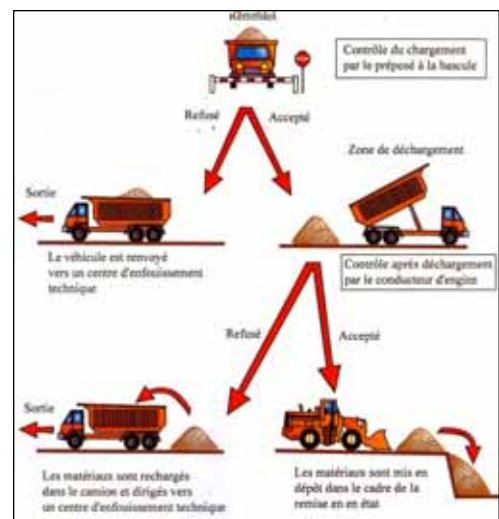 Contrôle du chargement
par le préposé à la bascule
Refusé
Accepté
Zone de déchargement
Sortie
Le véhicule est renvoyé
vers un centre d'enfouissement
technique
Contrôle après déchargement
par le conducteur d'engins
Refusé
Accepté
Sortie
Les matériaux sont rechargés
dans le camion et dirigés vers
un centre d'enfouissement technique
Les matériaux sont mis en
dépôt dans le cadre de la
remise en en état